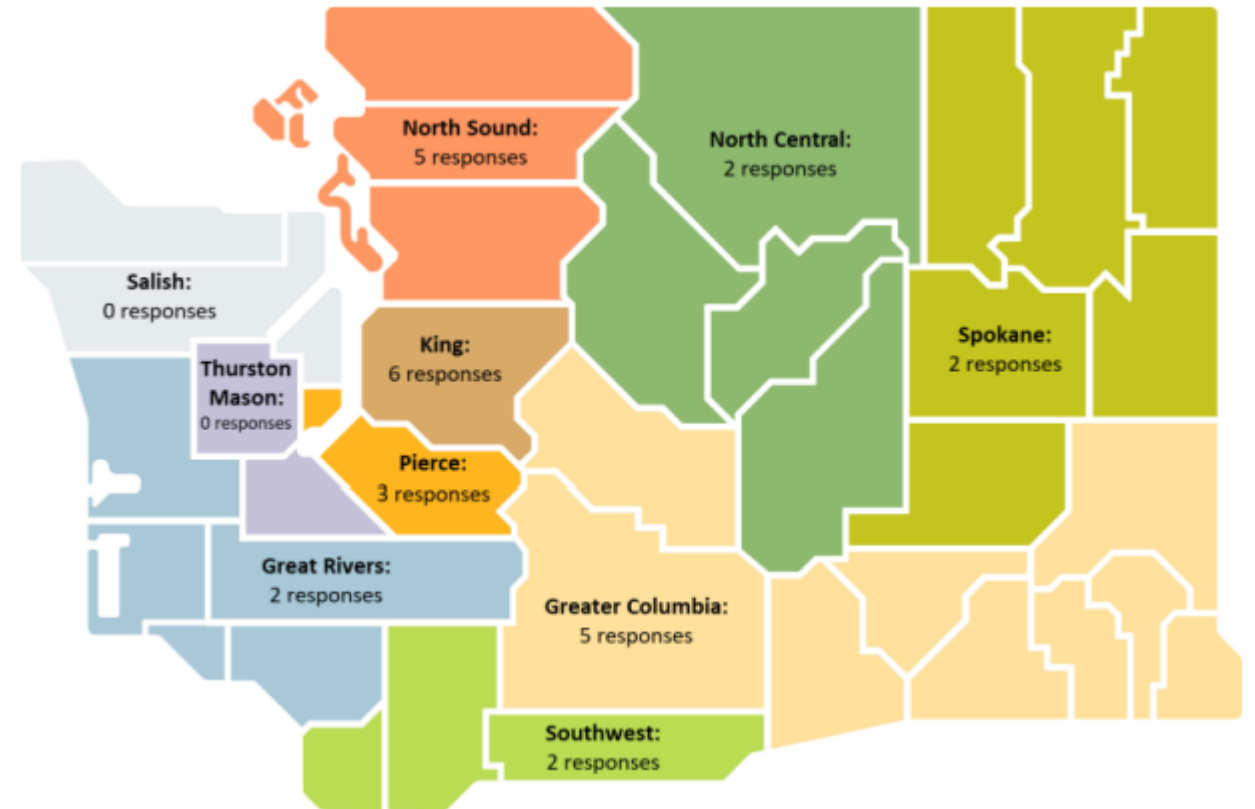 North Sound:
5 responses
North Central:
2 responses
Salish:
0 responses
King:
6 responses
Spokane:
2 responses
Thurston
Mason:
0 responses
Pierce:
3 responses
Great Rivers:
2 responses
Greater Columbia:
5 responses
Southwest:
2 responses